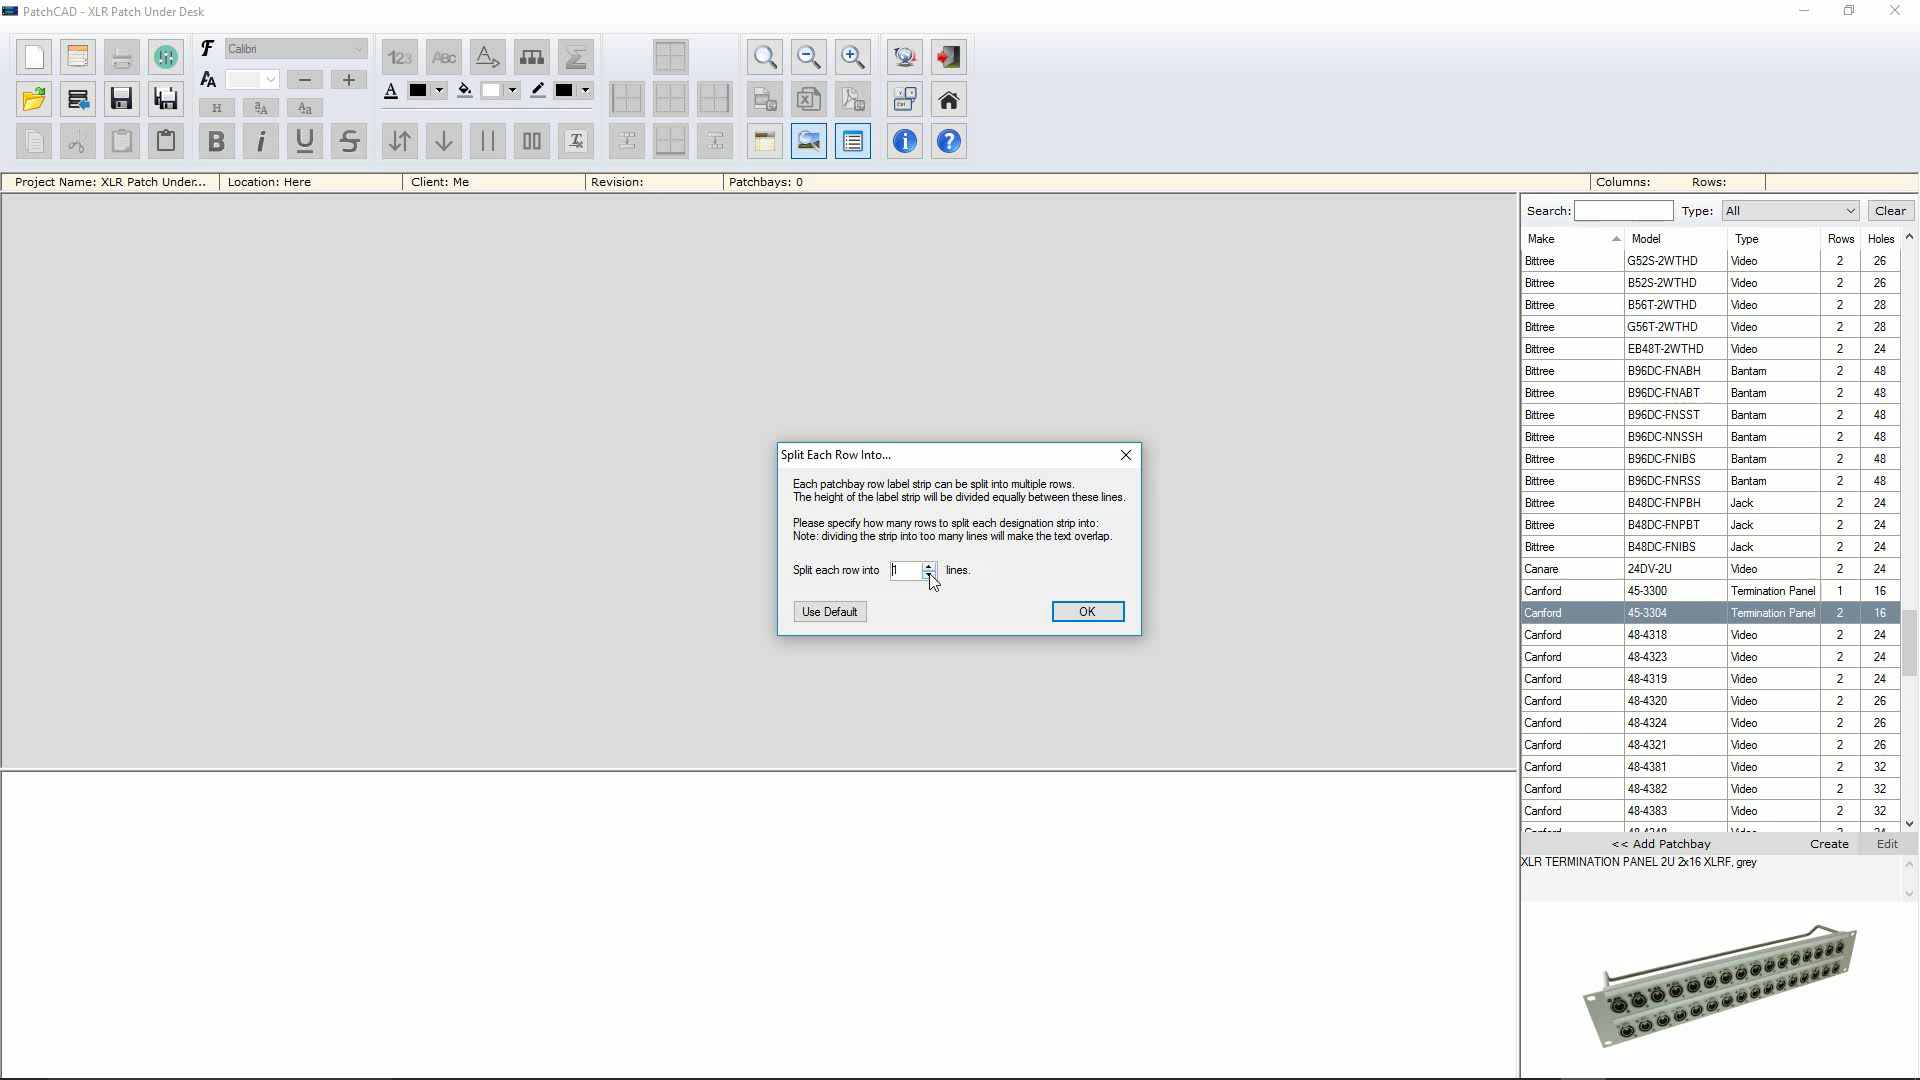 PatchCAD - XLR Patch Under Desk
Calibri
123 ABC A
A
H aA Aa
B i U S
Project Name: XLR Patch Under... Location: Here Client: Me Revision: Patchbays: 0 Columns: Rows:
Search: Type: All Clear
Make Model Type Rows Holes
Bittree G52S-2WTHD Video 2 26
Bittree B52S-2WTHD Video 2 26
Bittree B56T-2WTHD Video 2 28
Bittree G56T-2WTHD Video 2 28
Bittree EB48T-2WTHD Video 2 24
Bittree B96DC-FNABH Bantam 2 48
Bittree B96DC-FNABT Bantam 2 48
Bittree B96DC-FNSST Bantam 2 48
Bittree B96DC-NNSSH Bantam 2 48
Bittree B96DC-FNIBS Bantam 2 48
Bittree B96DC-FNRSS Bantam 2 48
Bittree B48DC-FNPBH Jack 2 24
Bittree B48DC-FNPBT Jack 2 24
Bittree B48DC-FNIBS Jack 2 24
Canare 24DV-2U Video 2 24
Canford 45-3300 Termination Panel 1 16
Canford 45-3304 Termination Panel 2 16
Canford 48-4318 Video 2 24
Canford 48-4323 Video 2 24
Canford 48-4319 Video 2 24
Canford 48-4320 Video 2 26
Canford 48-4324 Video 2 26
Canford 48-4321 Video 2 26
Canford 48-4381 Video 2 32
Canford 48-4382 Video 2 32
Canford 48-4383 Video 2 32
<< Add Patchbay Create Edit
XLR TERMINATION PANEL 2U 2x16 XLRF, grey
Split Each Row Into...
Each patchbay row label strip can be split into multiple rows.
The height of the label strip will be divided equally between these lines.
Please specify how many rows to split each designation strip into:
Note: dividing the strip into too many lines will make the text overlap.
Split each row into 1 lines.
Use Default OK